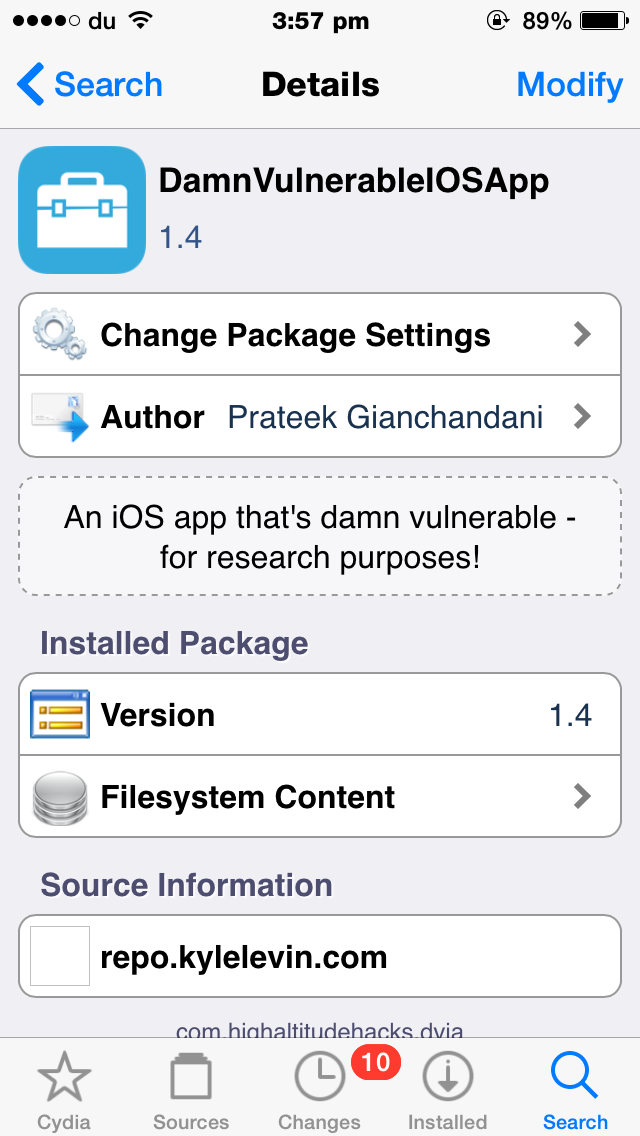 du 3:57 pm 89%
Search Details Modify
DamnVulnerableIOSApp
1.4
Change Package Settings
Author Prateek Gianchandani
An iOS app that's damn vulnerable -
for research purposes!
Installed Package
Version 1.4
Filesystem Content
Source Information
repo.kylelevin.com
com.highaltitudehacks.dvia
10
Cydia Sources Changes Installed Search